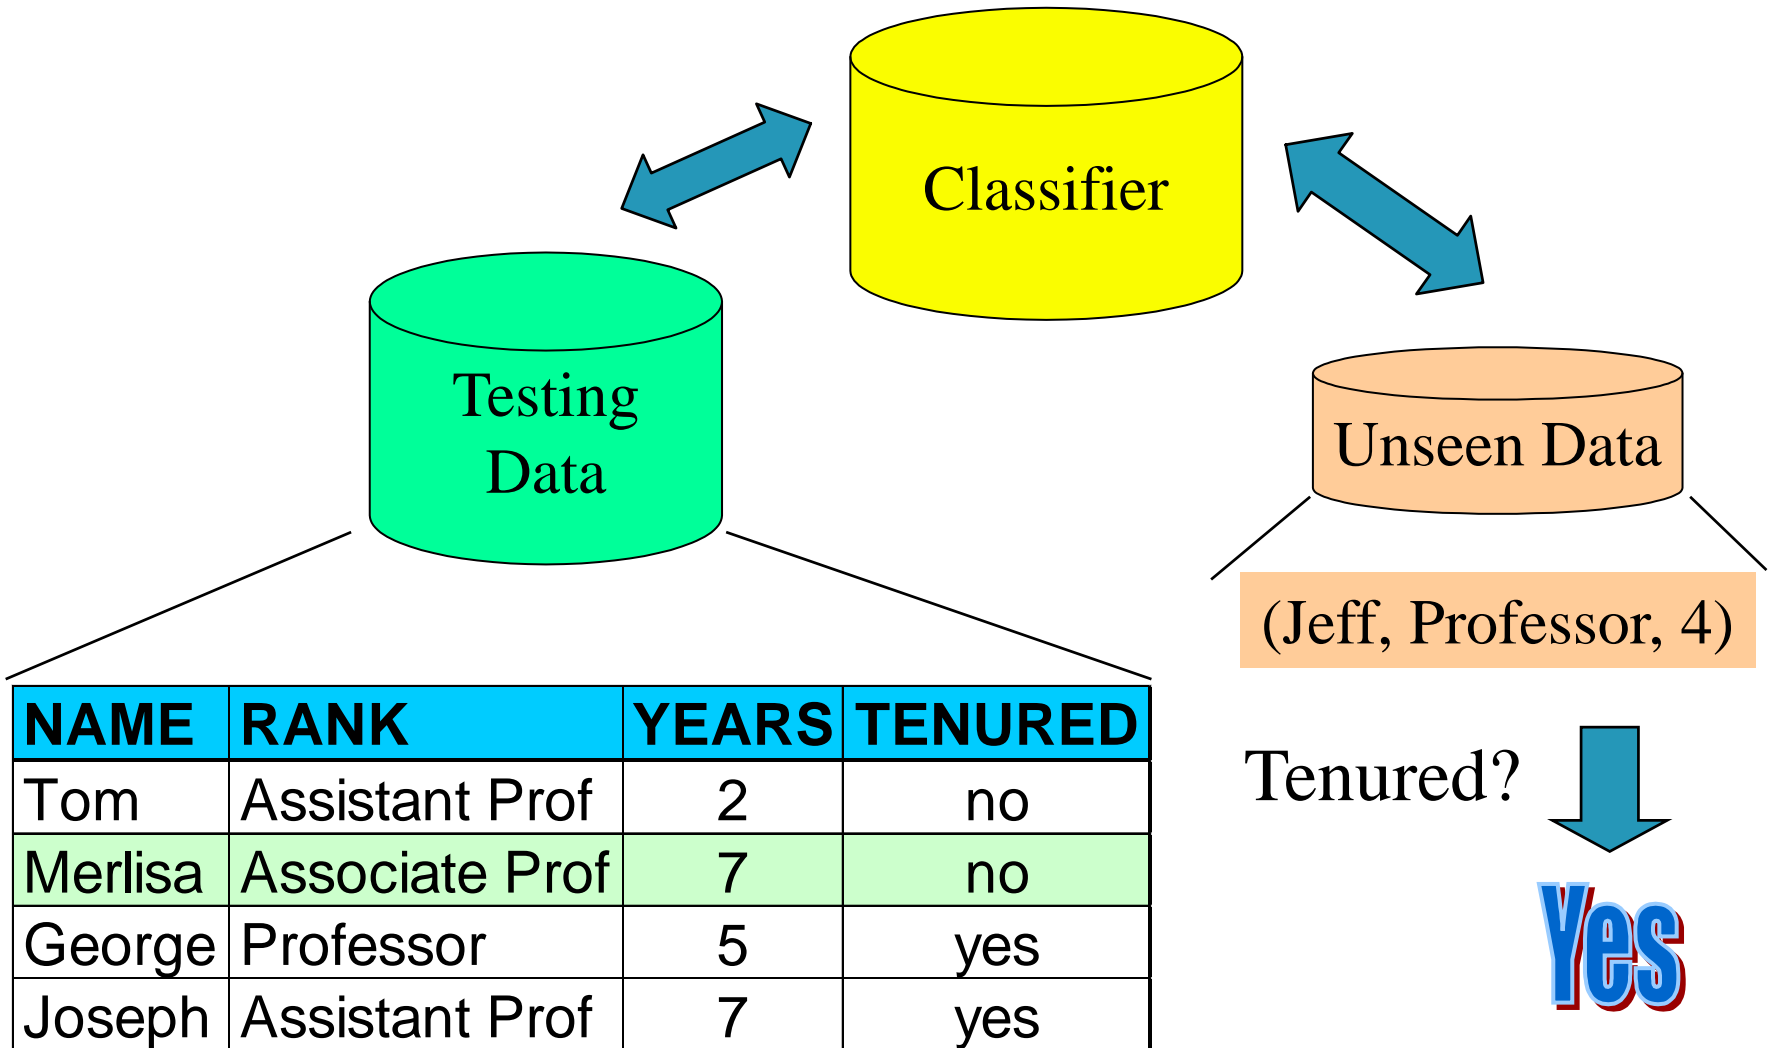 Classifier
Testing
Data
Unseen Data
(Jeff, Professor, 4)
NAME RANK YEARS TENURED
Tom Assistant Prof 2 no
Merlisa Associate Prof 7 no
George Professor 5 yes
Joseph Assistant Prof 7 yes
Tenured?
Yes